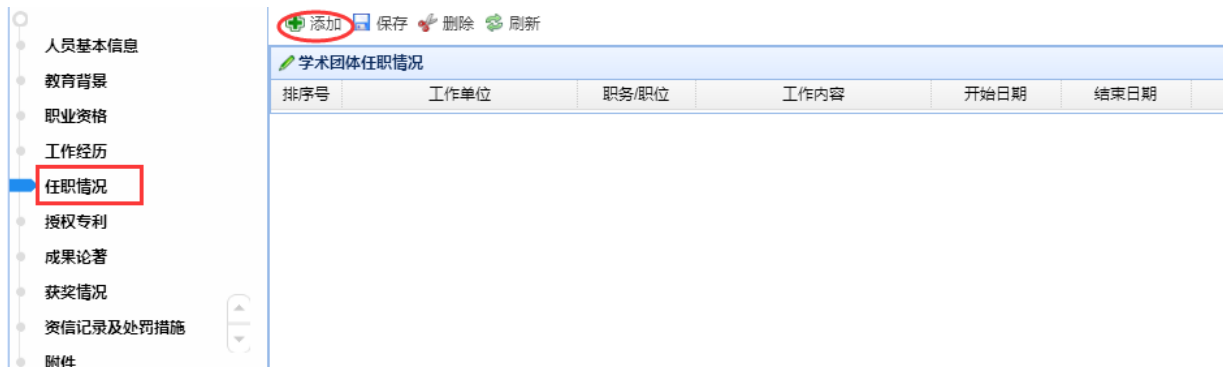 添加 保存 删除 刷新
人员基本信息
教育背景
职业资格
工作经历
任职情况
授权专利
成果论著
获奖情况
资信记录及处罚措施
附件
学术团体任职情况
排序号 工作单位 职务/职位 工作内容 开始日期 结束日期